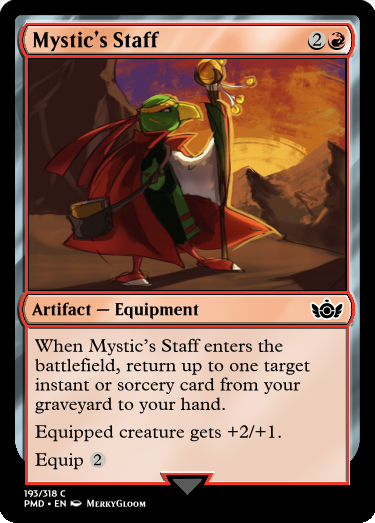 Mystic's Staff 2
Artifact — Equipment
When Mystic's Staff enters the
battlefield, return up to one target
instant or sorcery card from your
graveyard to your hand.
Equipped creature gets +2/+1.
Equip 2
193/318 C
PMD • EN MerkyGloom